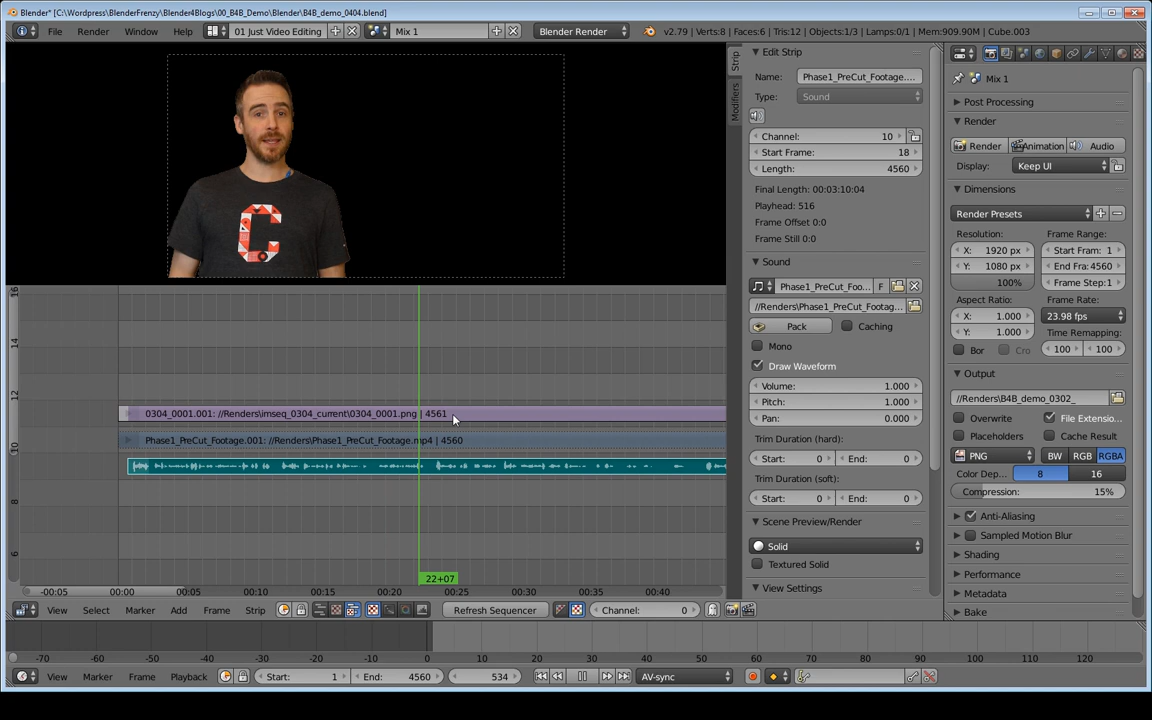 Blender* [C:\Wordpress\BlenderFrenzy\Blender4Blogs\00_B4B_Demo\Blender\B4B_demo_0404.blend]
File Render Window Help 01 Just Video Editing Mix 1 Blender Render v2.79 | Verts:8 | Faces:6 | Tris:12 | Objects:1/3 | Lamps:0/1 | Mem:909.90M | Cube.003
C
16
14
12
10
8
6
0304_0001.001: //Renders\imseq_0304_current\0304_0001.png | 4561
Phase1_PreCut_Footage.001: //Renders\Phase1_PreCut_Footage.mp4 | 4560
22+07
-00:05 00:00 00:05 00:10 00:15 00:20 00:25 00:30 00:35 00:40
View Select Marker Add Frame Strip Refresh Sequencer Channel: 0
Strip
Modifiers
Edit Strip
Name: Phase1_PreCut_Footage....
Type: Sound
Channel: 10
Start Frame: 18
Length: 4560
Final Length: 00:03:10:04
Playhead: 516
Frame Offset 0:0
Frame Still 0:0
Sound
Phase1_PreCut_Foo... F
//Renders\Phase1_PreCut_Footag...
Pack Caching
Mono
Draw Waveform
Volume: 1.000
Pitch: 1.000
Pan: 0.000
Trim Duration (hard):
Start: 0 End: 0
Trim Duration (soft):
Start: 0 End: 0
Scene Preview/Render
Solid
Textured Solid
View Settings
Mix 1
Post Processing
Render
Render Animation Audio
Display: Keep UI
Dimensions
Render Presets
Resolution: Frame Range:
X: 1920 px Start Fram: 1
Y: 1080 px End Fra:4560
100% Frame Step:1
Aspect Ratio: Frame Rate:
X: 1.000 23.98 fps
Y: 1.000 Time Remapping:
Bor Cro 100 100
Output
//Renders\B4B_demo_0302_
Overwrite File Extensio...
Placeholders Cache Result
PNG BW RGB RGBA
Color Dep... 8 16
Compression: 15%
Anti-Aliasing
Sampled Motion Blur
Shading
Performance
Metadata
Bake
-70 -60 -50 -40 -30 -20 -10 0 10 20 30 40 50 60 70 80 90 100 110 120
View Marker Frame Playback Start: 1 End: 4560 534 AV-sync